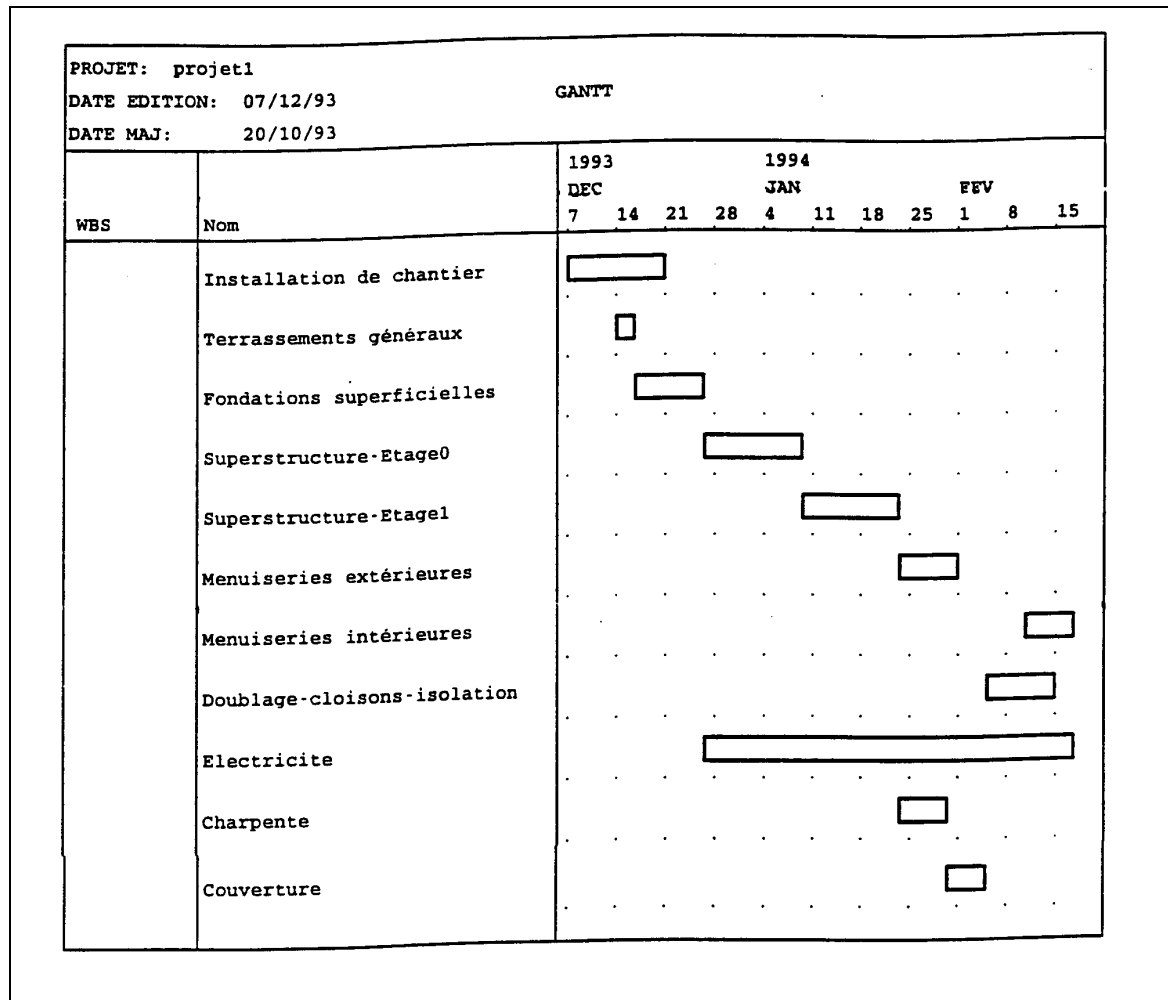 PROJET: projet1
DATE EDITION: 07/12/93
GANTT
DATE MAJ: 20/10/93
1993 1994
DEC JAN FEV
WBS Nom 7 14 21 28 4 11 18 25 1 8 15
Installation de chantier
Terrassements généraux
Fondations superficielles
Superstructure-Etage0
Superstructure-Etage1
Menuiseries extérieures
Menuiseries intérieures
Doublage-cloisons-isolation
Electricite
Charpente
Couverture